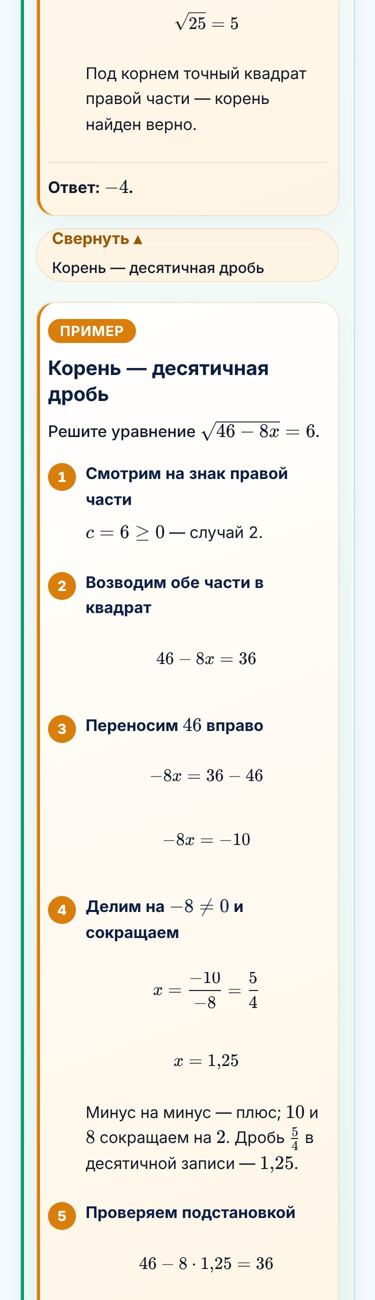 √25 = 5
Под корнем точный квадрат
правой части — корень
найден верно.
Ответ: −4.
Свернуть ▲
Корень — десятичная дробь
ПРИМЕР
Корень — десятичная
дробь
Решите уравнение √(46 − 8x) = 6.
1 Смотрим на знак правой
части
c = 6 ≥ 0 — случай 2.
2 Возводим обе части в
квадрат
46 − 8x = 36
3 Переносим 46 вправо
−8x = 36 − 46
−8x = −10
4 Делим на −8 ≠ 0 и
сокращаем
x = −10/−8 = 5/4
x = 1,25
Минус на минус — плюс; 10 и
8 сокращаем на 2. Дробь 5/4 в
десятичной записи — 1,25.
5 Проверяем подстановкой
46 − 8 · 1,25 = 36